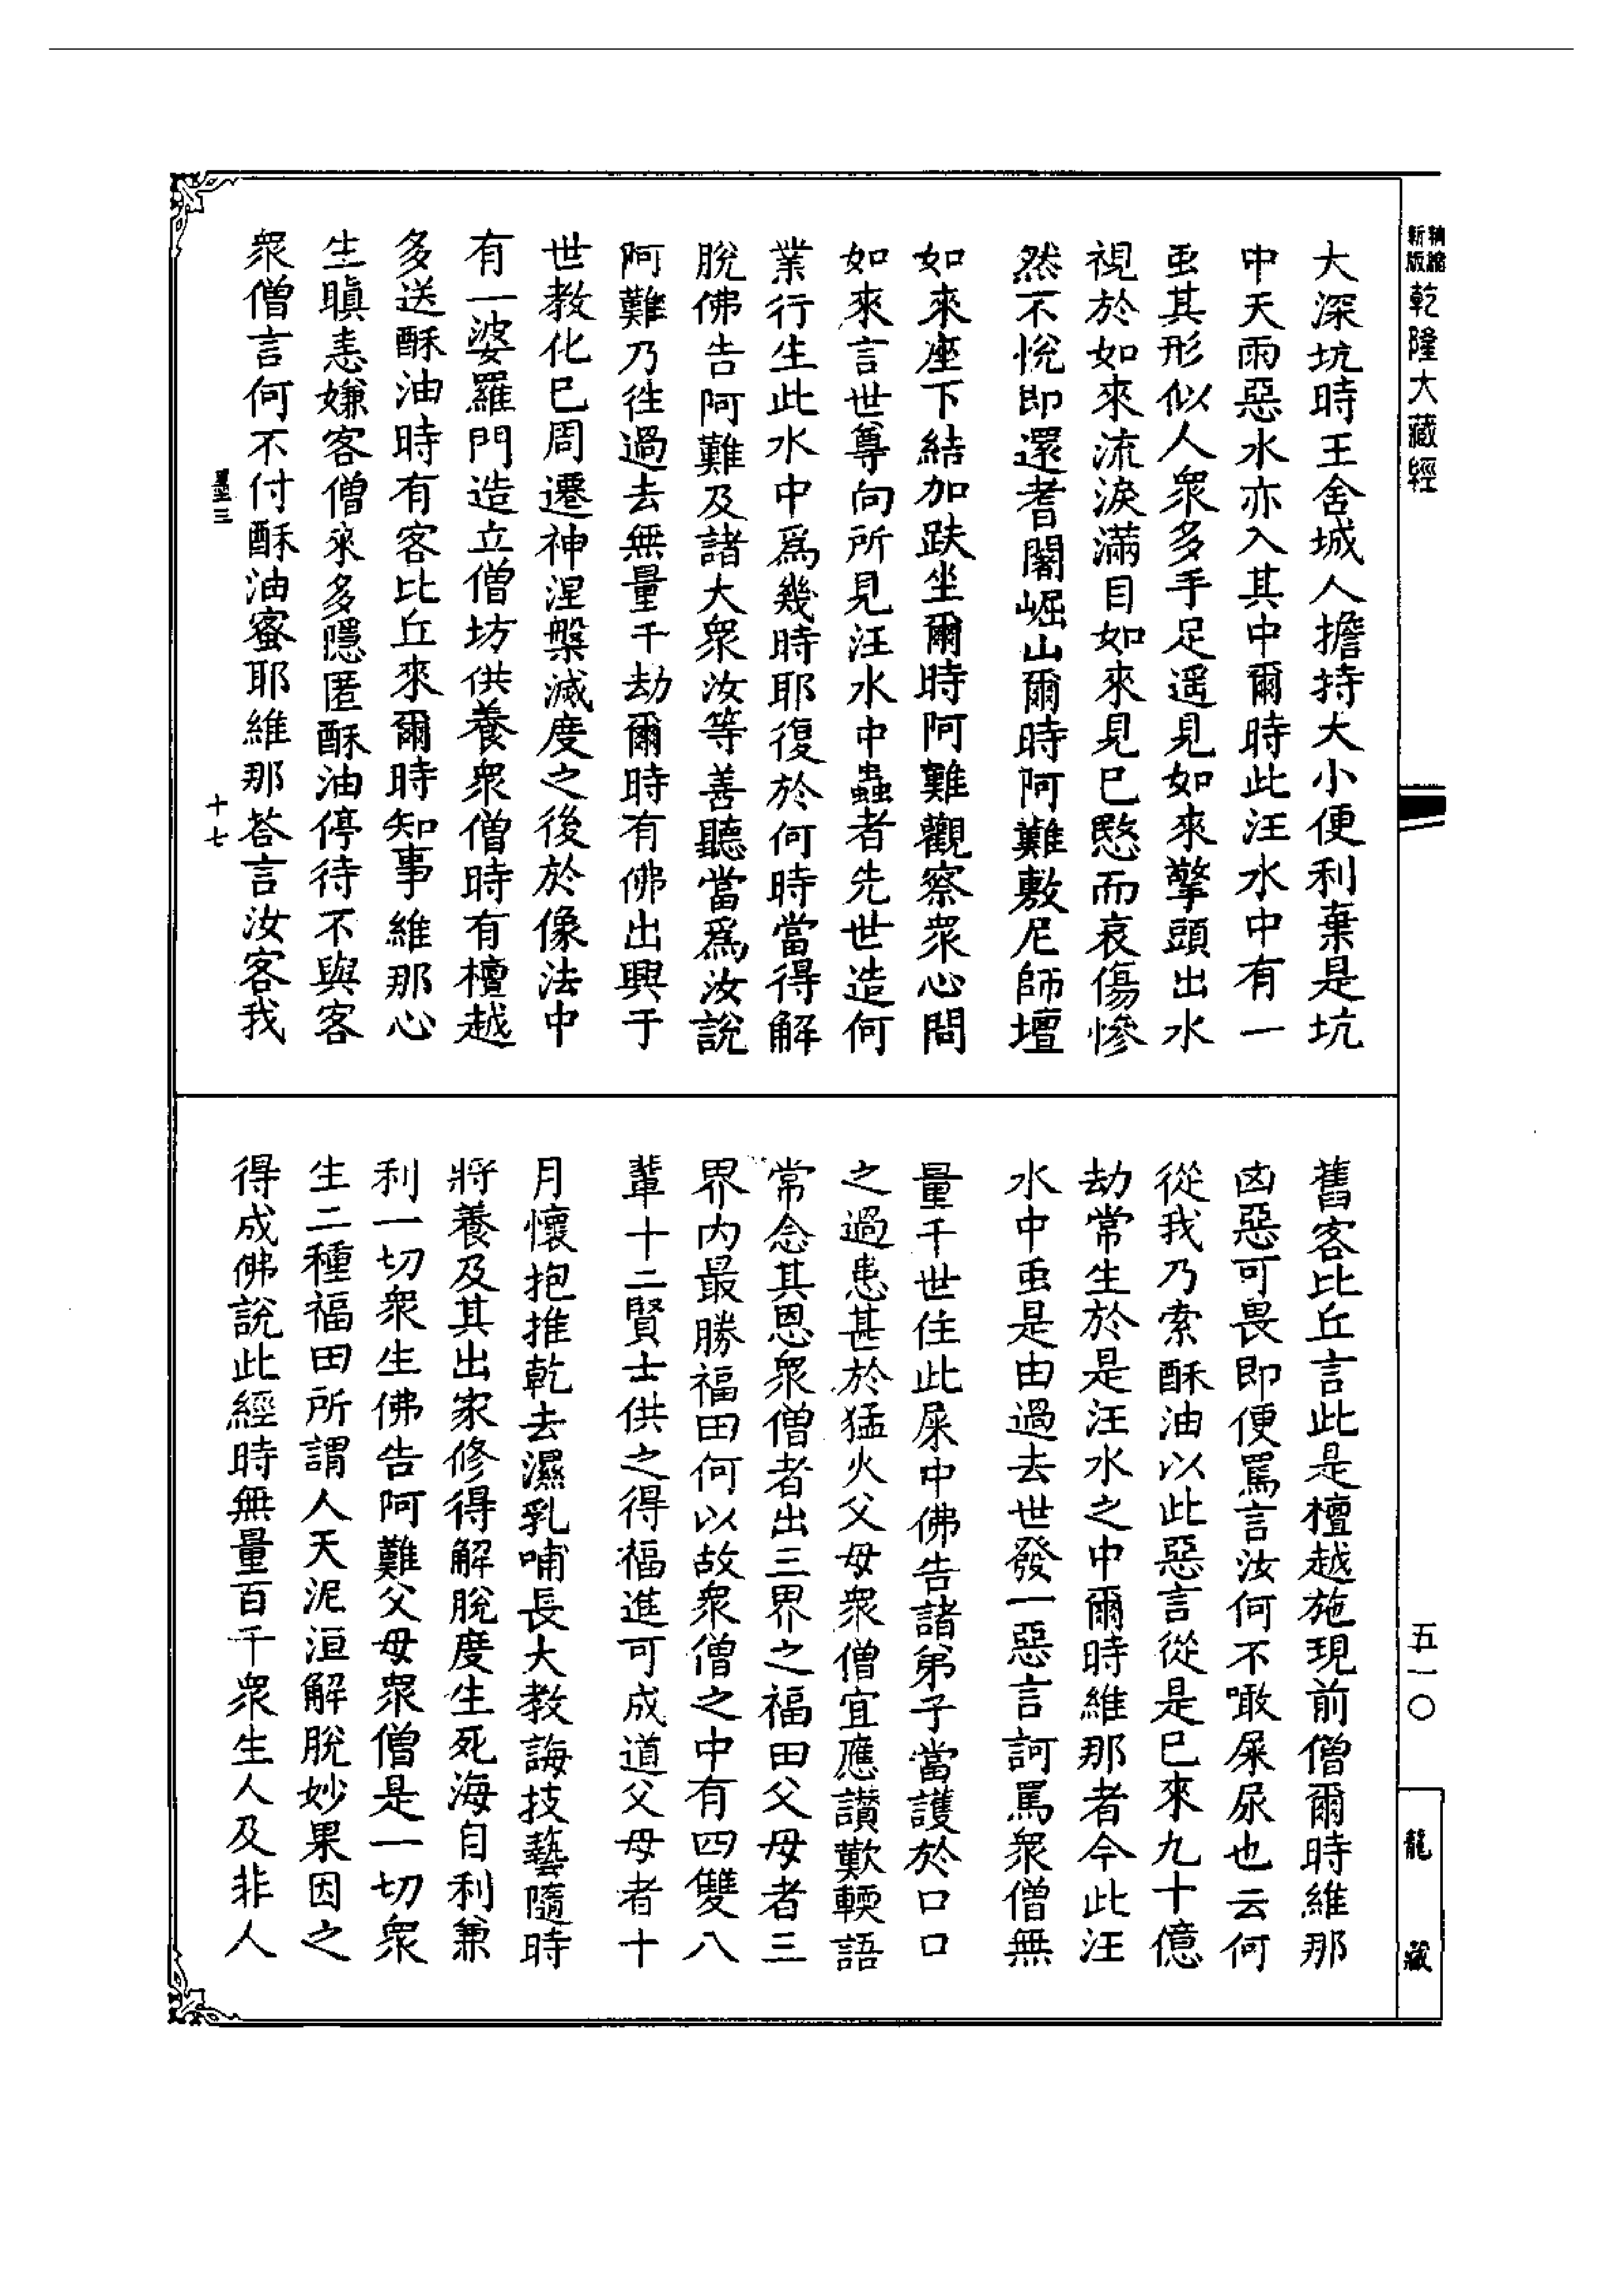 新版精縮乾隆大藏經
大深坑時王舍城人擔持大小便利棄是坑
中天雨惡水亦入其中爾時此汪水中有一
虫其形似人衆多手足遥見如來擎頭出水
視於如來流淚滿目如來見已愍而哀傷慘
然不悅即還耆闍崛山爾時阿難敷尼師壇
如來座下結加趺坐爾時阿難觀察衆心問
如來言世尊向所見汪水中蟲者先世造何
業行生此水中爲幾時耶復於何時當得解
脫佛告阿難及諸大衆汝等善聽當爲汝說
阿難乃徃過去無量千劫爾時有佛出興于
世教化已周遷神涅槃滅度之後於像法中
有一婆羅門造立僧坊供養衆僧時有檀越
多送酥油時有客比丘來爾時知事維那心
生瞋恚嫌客僧來多隱匿酥油停待不與客
衆僧言何不付酥油蜜耶維那荅言汝客我
墨三
十七
舊客比丘言此是檀越施現前僧爾時維那
凶惡可畏即便罵言汝何不噉屎尿也云何
從我乃索酥油以此惡言從是已來九十億
劫常生於是汪水之中爾時維那者今此汪
水中虫是由過去世發一惡言訶罵衆僧無
量千世住此屎中佛告諸弟子當護於口口
之過患甚於猛火父母衆僧宜應讃歎輭語
常念其恩衆僧者出三界之福田父母者三
界内最勝福田何以故衆僧之中有四雙八
輩十二賢士供之得福進可成道父母者十
月懷抱推乾去濕乳哺長大教誨技藝隨時
將養及其出家修得解脫度生死海自利兼
利一切衆生佛告阿難父母衆僧是一切衆
生二種福田所謂人天泥洹解脫妙果因之
得成佛說此經時無量百千衆生人及非人
五一〇
龍藏